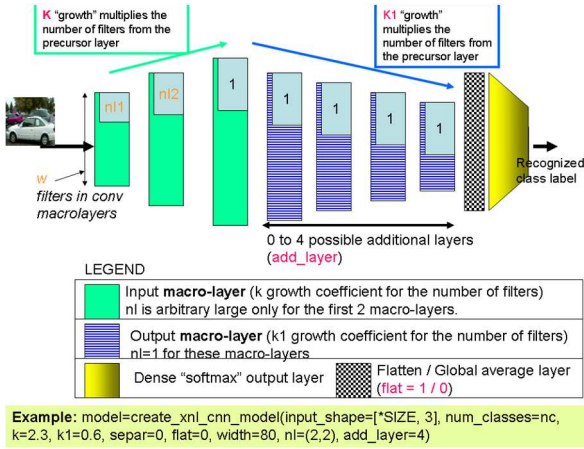 K "growth" multiplies the
number of filters from the
precursor layer
K1 "growth"
multiplies the
number of filters from
the precursor layer
nl1
nl2
1
1
1
1
1
w
filters in conv
macrolayers
Recognized
class label
0 to 4 possible additional layers
(add_layer)
LEGEND
Input macro-layer (k growth coefficient for the number of filters)
nl is arbitrary large only for the first 2 macro-layers.
Output macro-layer (k1 growth coefficient for the number of filters)
nl=1 for these macro-layers
Dense "softmax" output layer
Flatten / Global average layer
(flat = 1 / 0)
Example: model=create_xnl_cnn_model(input_shape=[*SIZE, 3], num_classes=nc,
k=2.3, k1=0.6, separ=0, flat=0, width=80, nl=(2,2), add_layer=4)